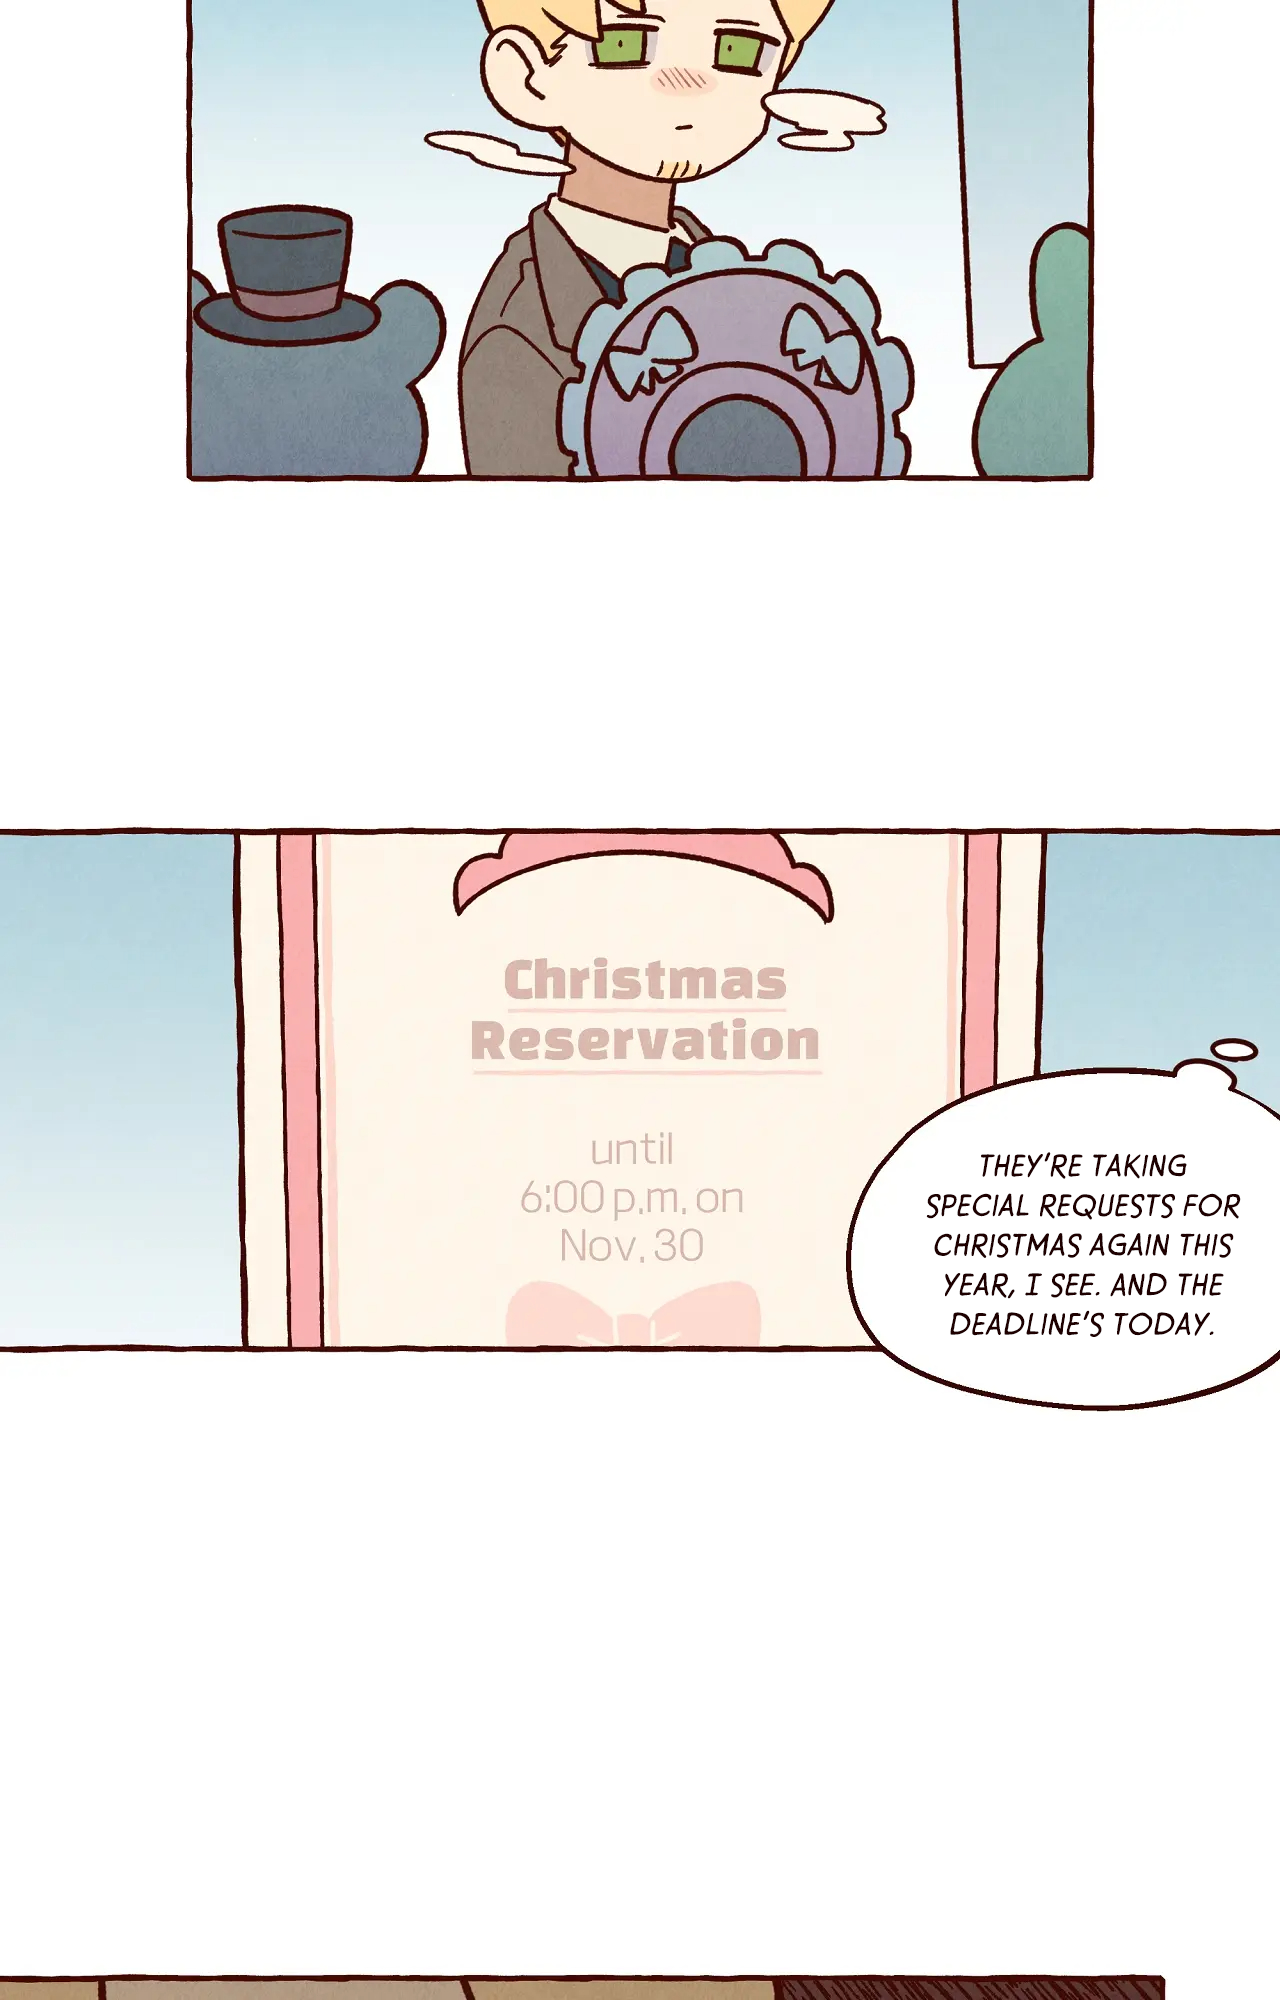 Christmas
Reservation
until
6:00 p.m. on
Nov. 30
THEY'RE TAKING
SPECIAL REQUESTS FOR
CHRISTMAS AGAIN THIS
YEAR, I SEE. AND THE
DEADLINE'S TODAY.